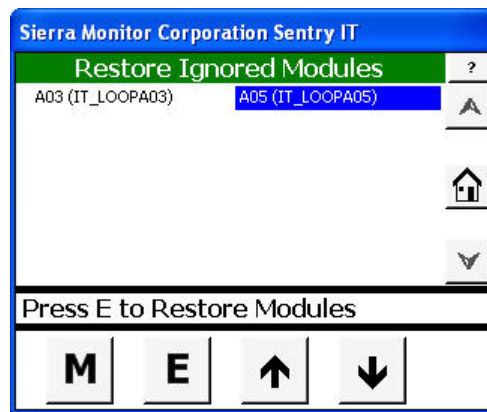 Sierra Monitor Corporation Sentry IT
Restore Ignored Modules
?
A03 (IT_LOOPA03) A05 (IT_LOOPA05)
Press E to Restore Modules
M E